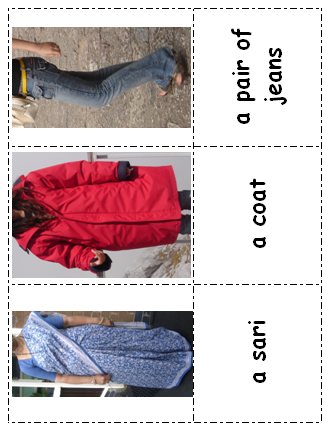 a pair of
jeans
a coat
a sari